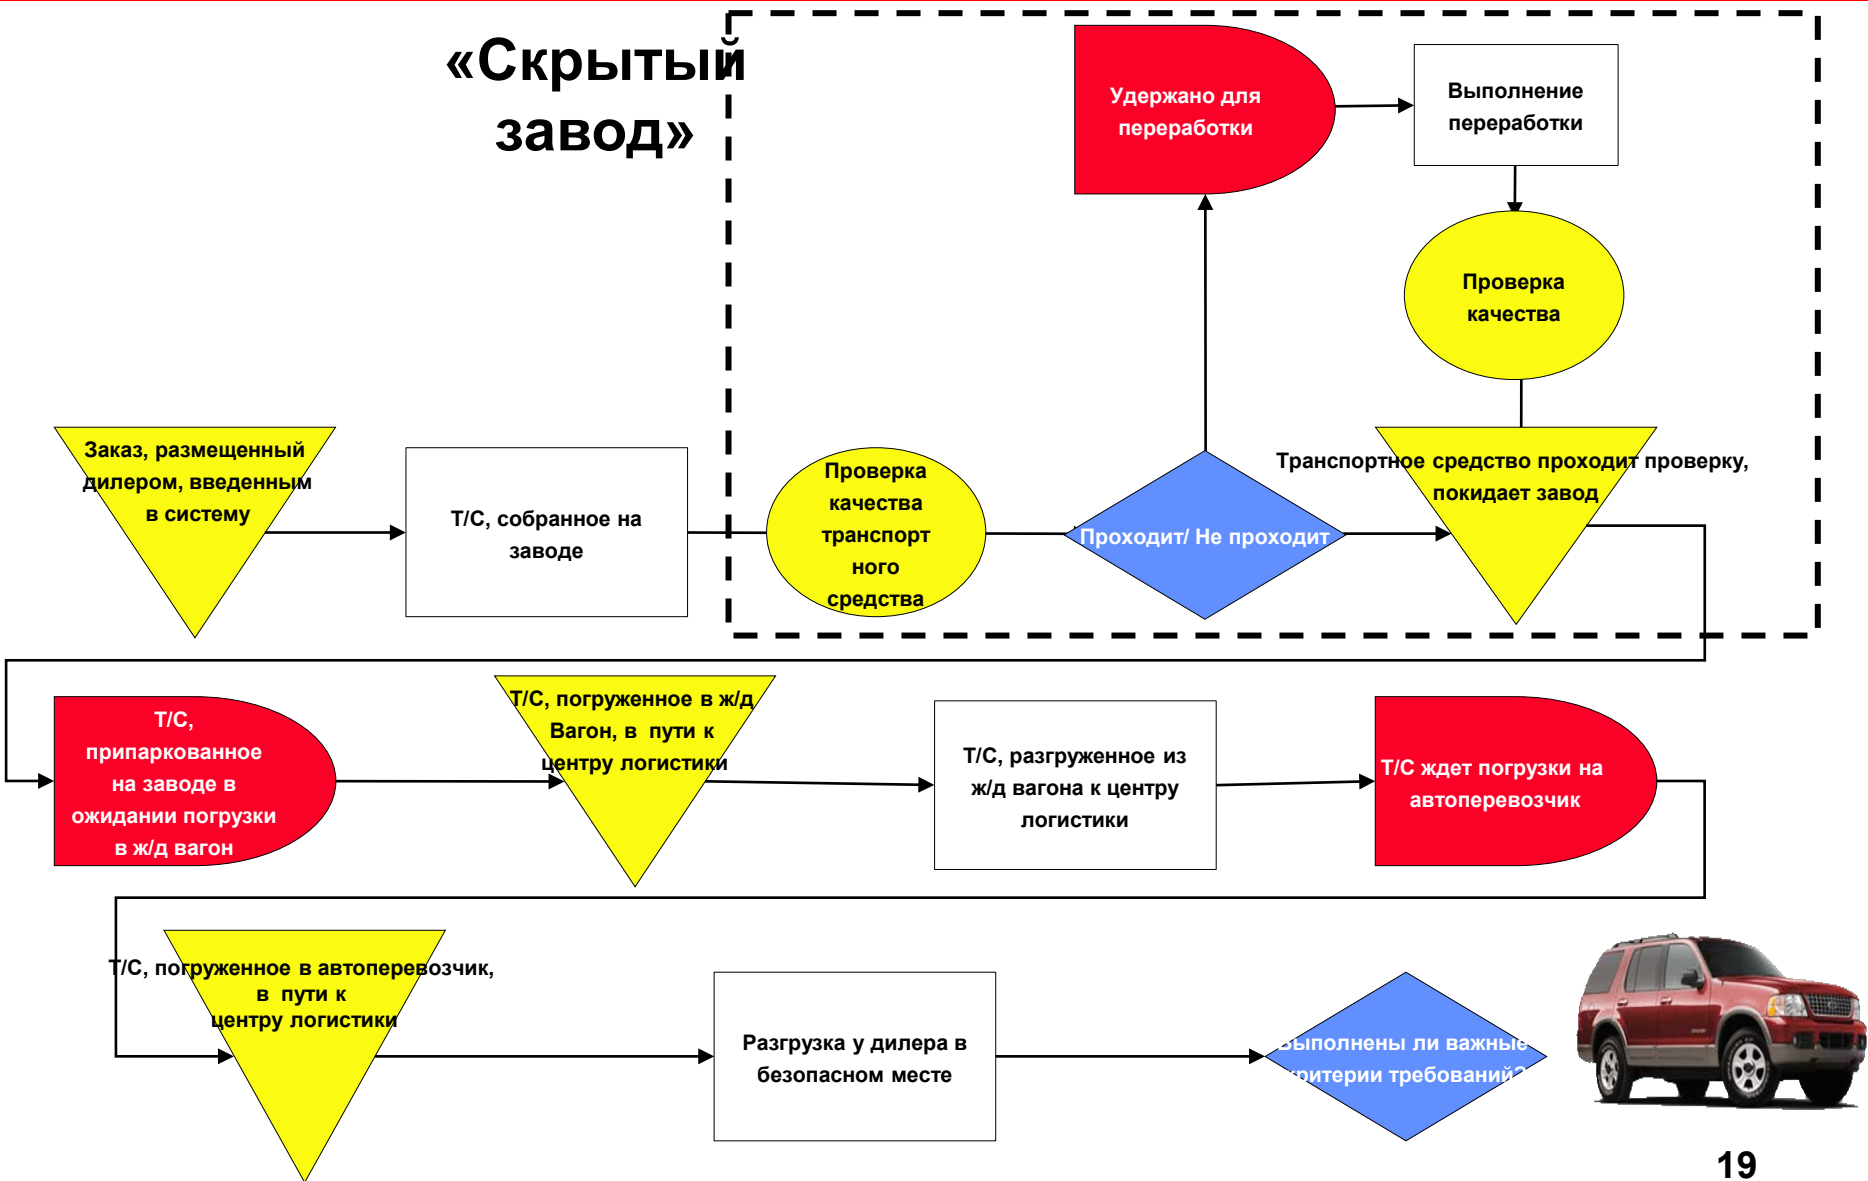 «Скрытый
завод»
Удержано для
переработки
Выполнение
переработки
Проверка
качества
Заказ, размещенный
дилером, введенным
в систему
Т/С, собранное на
заводе
Проверка
качества
транспорт
ного
средства
Проходит/ Не проходит
Транспортное средство проходит проверку,
покидает завод
Т/С,
припаркованное
на заводе в
ожидании погрузки
в ж/д вагон
Т/С, погруженное в ж/д
Вагон, в пути к
центру логистики
Т/С, разгруженное из
ж/д вагона к центру
логистики
Т/С ждет погрузки на
автоперевозчик
Т/С, погруженное в автоперевозчик,
в пути к
центру логистики
Разгрузка у дилера в
безопасном месте
Выполнены ли важные
критерии требований?
19